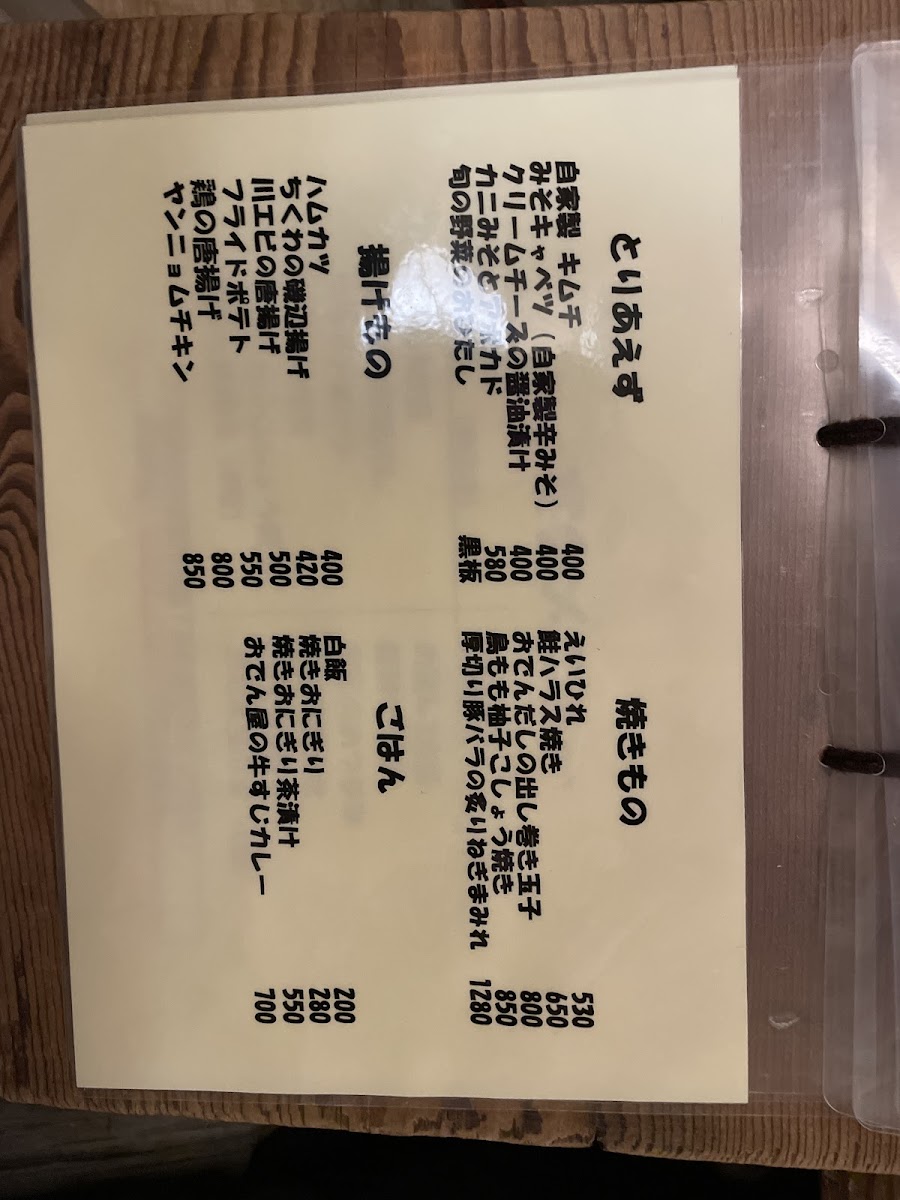 とりあえず
自家製 キムチ 400
みそキャベツ（自家製辛みそ） 400
クリームチーズの醤油漬け 400
カニみそとアボカド 580
旬の野菜のおひたし 黒板
揚げもの
ハムカツ 400
ちくわの磯辺揚げ 420
川エビの唐揚げ 500
フライドポテト 550
鶏の唐揚げ 800
ヤンニョムチキン 850
焼きもの
えいひれ 530
鮭ハラス焼き 650
おでんだしの出し巻き玉子 800
鳥もも柚子こしょう焼き 850
厚切り豚バラの炙りねぎまみれ 1280
ごはん
白飯 200
焼きおにぎり 280
焼きおにぎり茶漬け 550
おでん屋の牛すじカレー 700